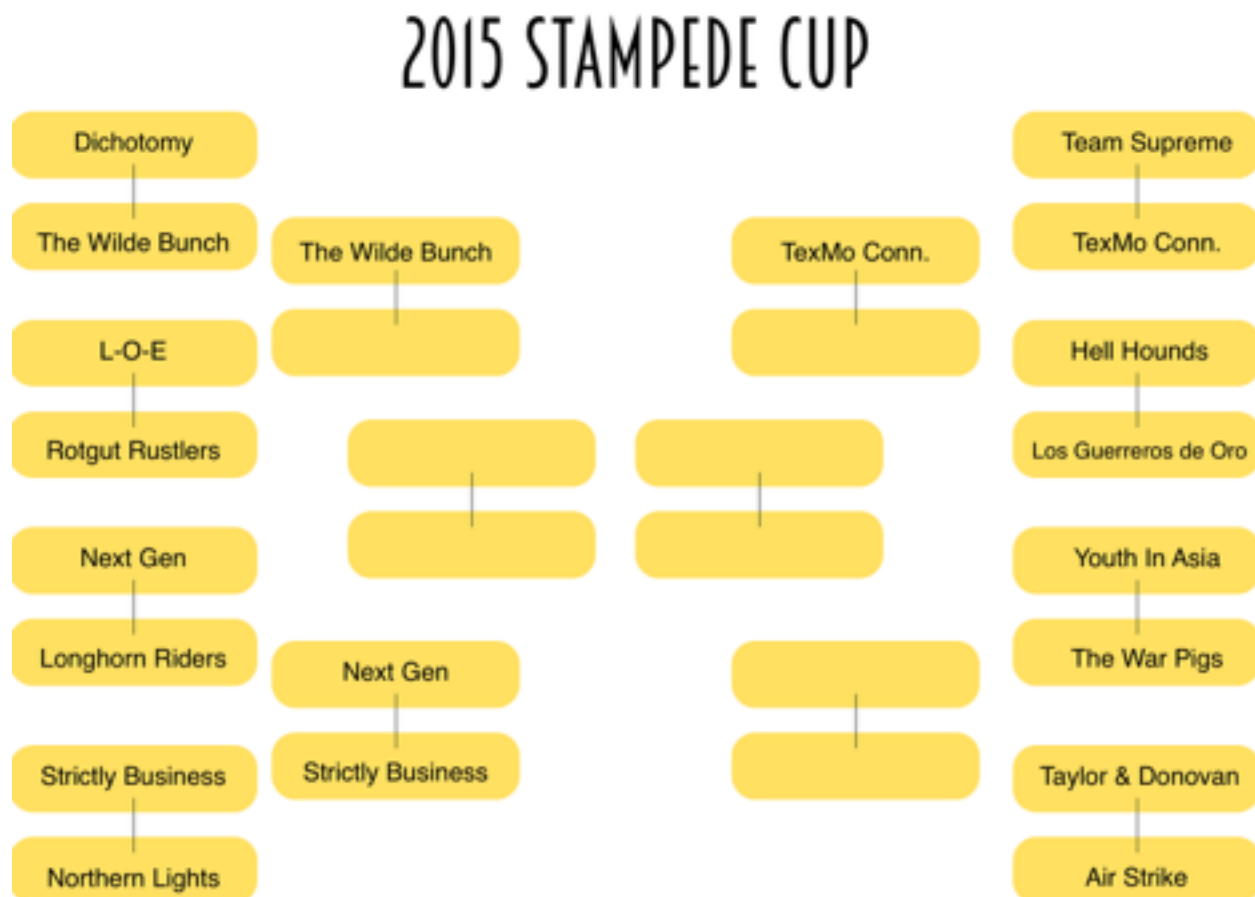 2015 STAMPEDE CUP
Dichotomy
The Wilde Bunch
L-O-E
Rotgut Rustlers
Next Gen
Longhorn Riders
Strictly Business
Northern Lights
The Wilde Bunch
Next Gen
Strictly Business
TexMo Conn.
Team Supreme
TexMo Conn.
Hell Hounds
Los Guerreros de Oro
Youth In Asia
The War Pigs
Taylor & Donovan
Air Strike